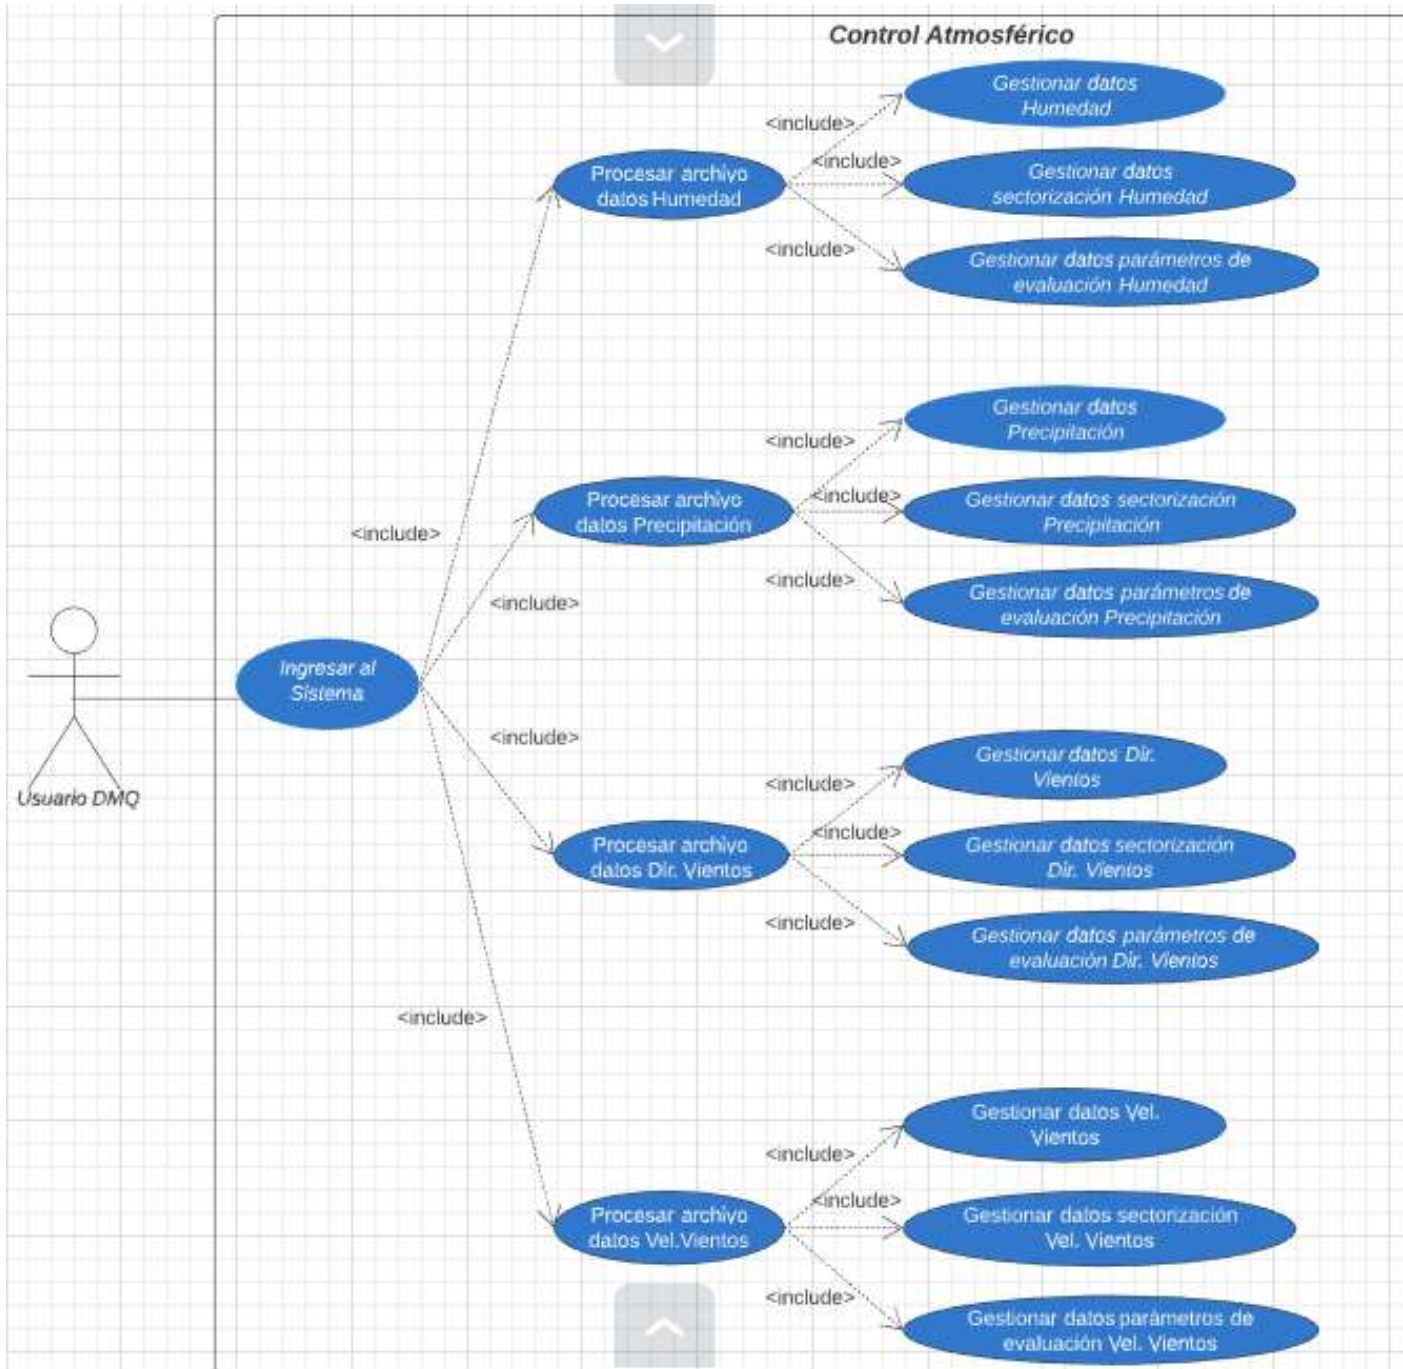 Control Atmosférico
Gestionar datos
Humedad
<include>
Procesar archivo
datos Humedad
<include>
Gestionar datos
sectorización Humedad
<include>
Gestionar datos parámetros de
evaluación Humedad
Gestionar datos
Precipitación
<include>
Procesar archivo
datos Precipitación
<include>
Gestionar datos sectorización
Precipitación
<include>
<include>
Gestionar datos parámetros de
evaluación Precipitación
<include>
Ingresar al
Sistema
Usuario DMQ
<include>
Gestionar datos Dir.
Vientos
<include>
Procesar archivo
datos Dir. Vientos
<include>
Gestionar datos sectorización
Dir. Vientos
<include>
Gestionar datos parámetros de
evaluación Dir. Vientos
<include>
Gestionar datos Vel.
Vientos
<include>
Procesar archivo
datos Vel.Vientos
<include>
Gestionar datos sectorización
Vel. Vientos
<include>
Gestionar datos parámetros de
evaluación Vel. Vientos